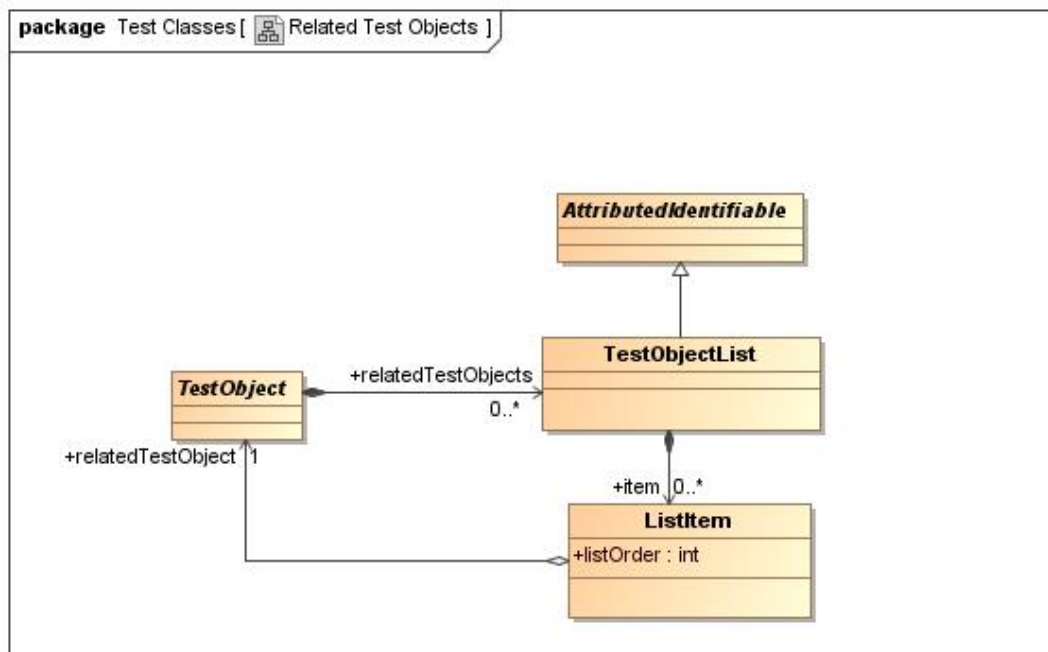 package Test Classes [ Related Test Objects ]
AttributedIdentifiable
TestObjectList
+relatedTestObjects
TestObject
0..*
+relatedTestObject 1
+item 0..*
ListItem
+listOrder : int